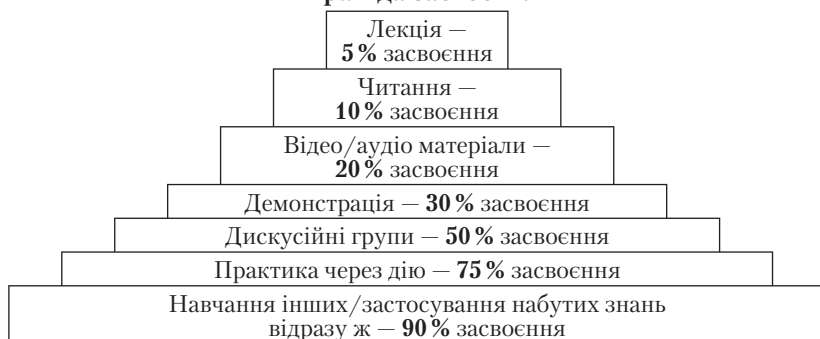 Лекція —
5 % засвоєння
Читання —
10 % засвоєння
Відео/аудіо матеріали —
20 % засвоєння
Демонстрація — 30 % засвоєння
Дискусійні групи — 50 % засвоєння
Практика через дію — 75 % засвоєння
Навчання інших/застосування набутих знань
відразу ж — 90 % засвоєння